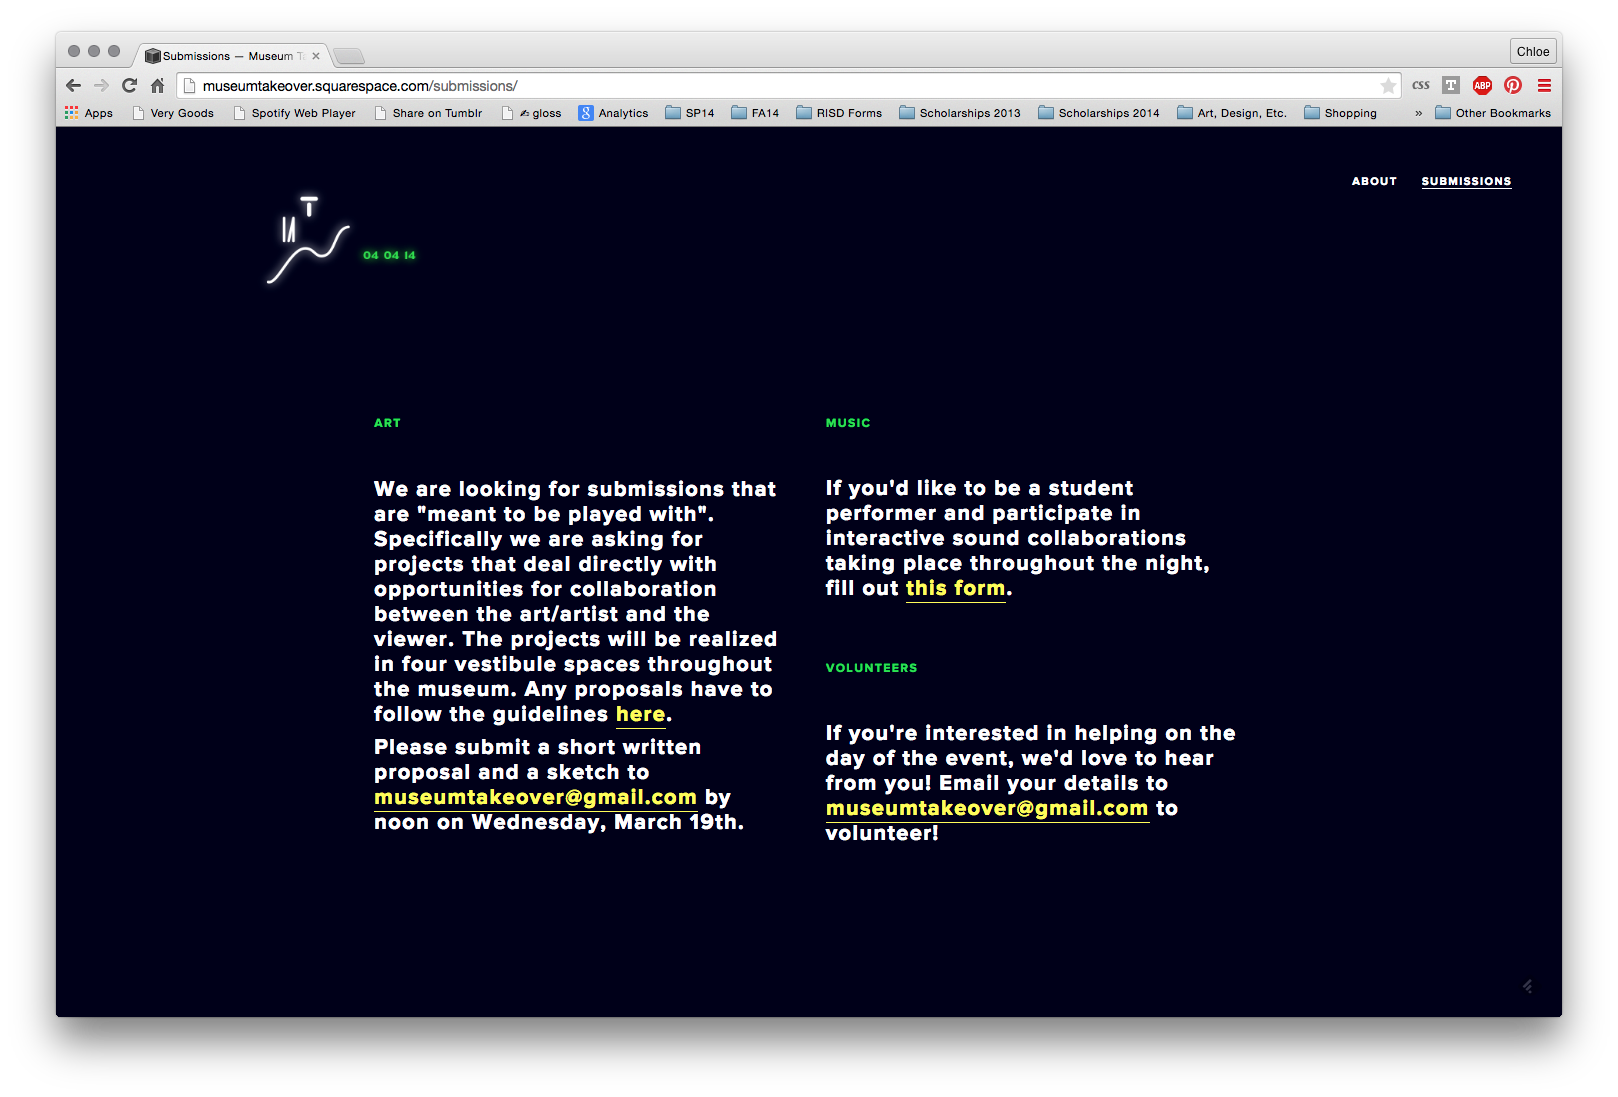 Submissions — Museum T
Chloe
museumtakeover.squarespace.com/submissions/
css T ABP
Apps Very Goods Spotify Web Player Share on Tumblr ✍ gloss 8 Analytics SP14 FA14 RISD Forms Scholarships 2013 Scholarships 2014 Art, Design, Etc. Shopping » Other Bookmarks
ABOUT SUBMISSIONS
T
04 04 14
ART
We are looking for submissions that
are "meant to be played with".
Specifically we are asking for
projects that deal directly with
opportunities for collaboration
between the art/artist and the
viewer. The projects will be realized
in four vestibule spaces throughout
the museum. Any proposals have to
follow the guidelines here.
Please submit a short written
proposal and a sketch to
museumtakeover@gmail.com by
noon on Wednesday, March 19th.
MUSIC
If you'd like to be a student
performer and participate in
interactive sound collaborations
taking place throughout the night,
fill out this form.
VOLUNTEERS
If you're interested in helping on the
day of the event, we'd love to hear
from you! Email your details to
museumtakeover@gmail.com to
volunteer!